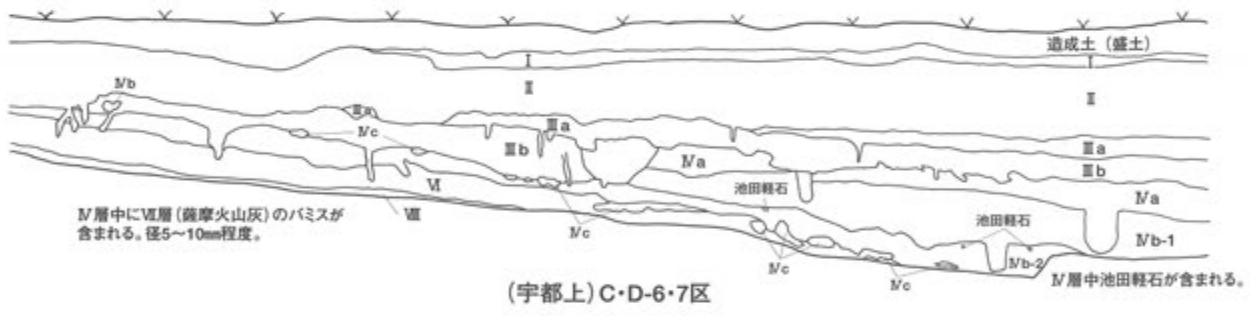 造成土（盛土）
Ⅰ
Ⅰ
Ⅱ
Ⅱ
Ⅳb
Ⅲa
Ⅳc
Ⅲa
Ⅲb
Ⅳa
Ⅲa
Ⅲb
Ⅵ
池田軽石
Ⅳa
Ⅷ
Ⅳc
池田軽石
Ⅳb-1
Ⅳ層中にⅦ層（薩摩火山灰）のパミスが
含まれる。径5～10㎜程度。
Ⅳc
Ⅳc
Ⅳb-2
Ⅳ層中池田軽石が含まれる。
（宇都上）C・D-6・7区